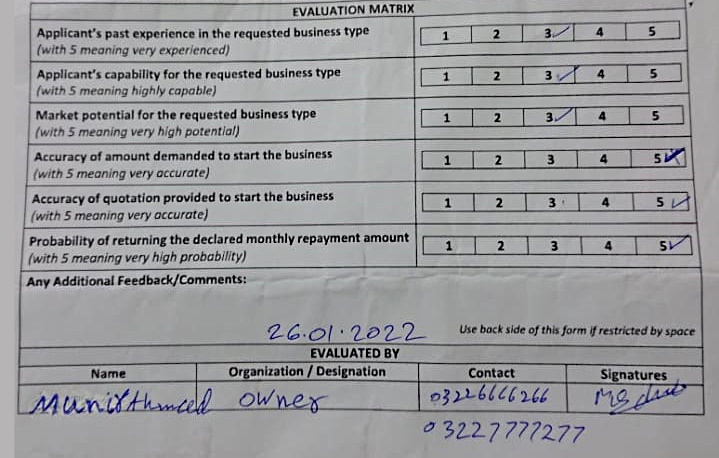 EVALUATION MATRIX
Applicant's past experience in the requested business type 1 2 3✓ 4 5
(with 5 meaning very experienced)
Applicant's capability for the requested business type 1 2 3✓ 4 5
(with 5 meaning highly capable)
Market potential for the requested business type 1 2 3✓ 4 5
(with 5 meaning very high potential)
Accuracy of amount demanded to start the business 1 2 3 4 5✓
(with 5 meaning very accurate)
Accuracy of quotation provided to start the business 1 2 3 4 5✓
(with 5 meaning very accurate)
Probability of returning the declared monthly repayment amount 1 2 3 4 5✓
(with 5 meaning very high probability)
Any Additional Feedback/Comments:
26.01.2022 Use back side of this form if restricted by space
EVALUATED BY
Name Organization / Designation Contact Signatures
Munir Ahmed owner 03226666266
03227777277